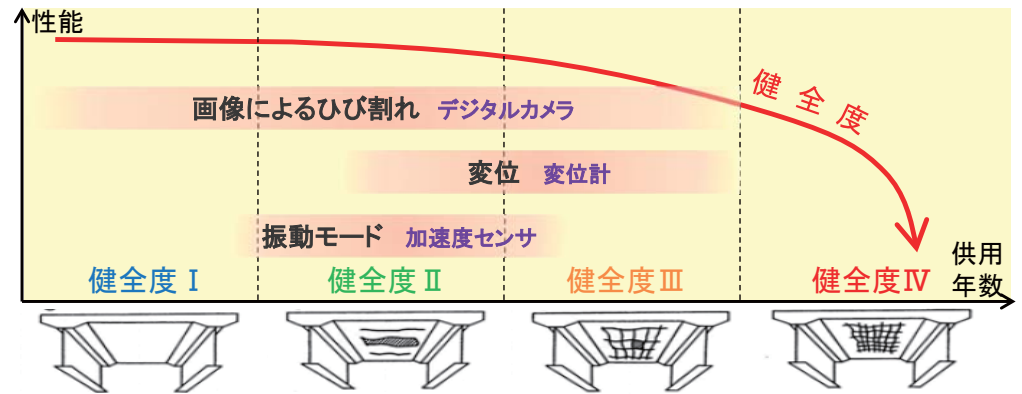 性能
健全度
画像によるひび割れ デジタルカメラ
変位 変位計
振動モード 加速度センサ
健全度Ⅰ
健全度Ⅱ
健全度Ⅲ
健全度Ⅳ
供用
年数